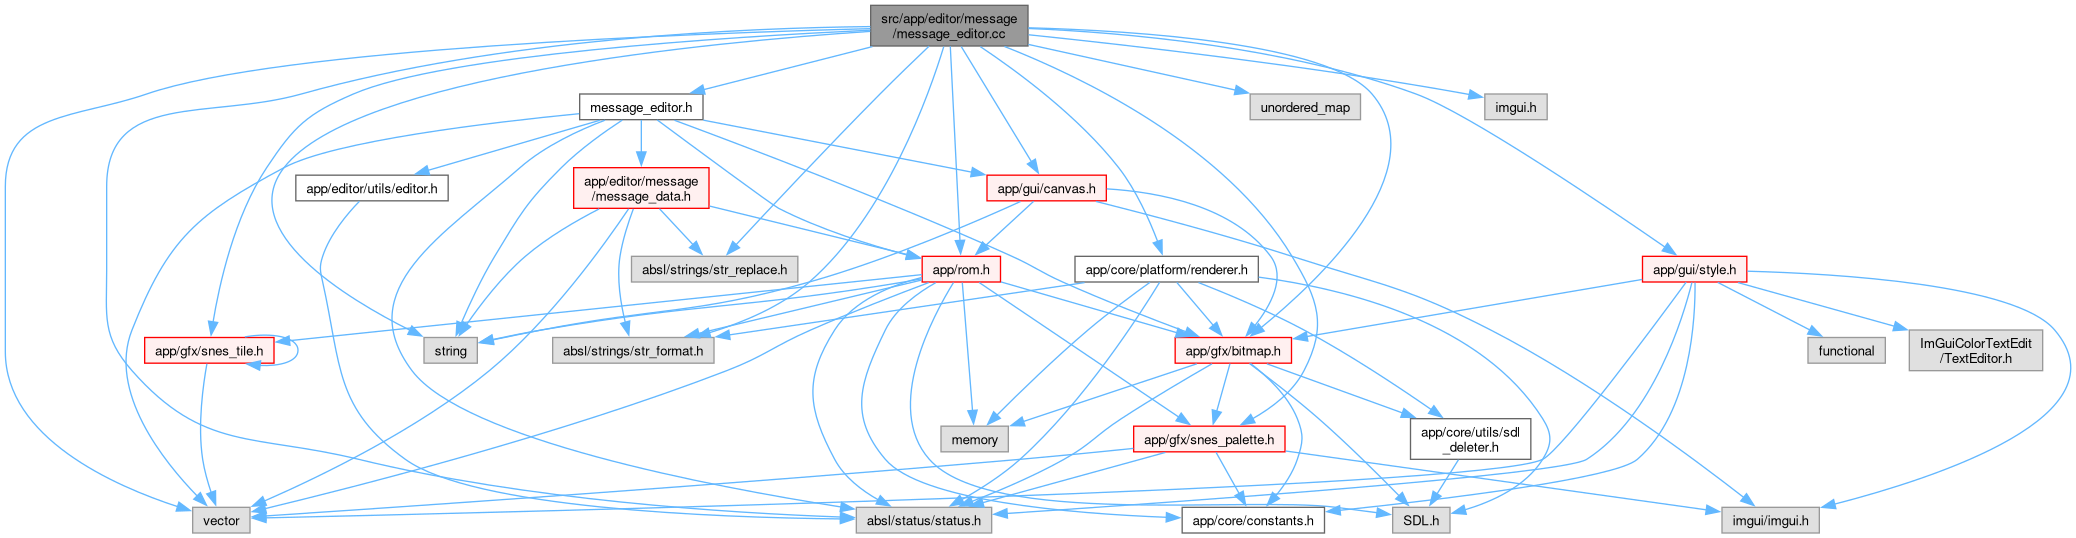 src/app/editor/message
/message_editor.cc
message_editor.h
unordered_map
imgui.h
app/editor/utils/editor.h
app/editor/message
/message_data.h
app/gui/canvas.h
absl/strings/str_replace.h
app/rom.h
app/core/platform/renderer.h
app/gui/style.h
app/gfx/snes_tile.h
string
absl/strings/str_format.h
app/gfx/bitmap.h
functional
ImGuiColorTextEdit
/TextEditor.h
memory
app/gfx/snes_palette.h
app/core/utils/sdl
_deleter.h
vector
absl/status/status.h
app/core/constants.h
SDL.h
imgui/imgui.h